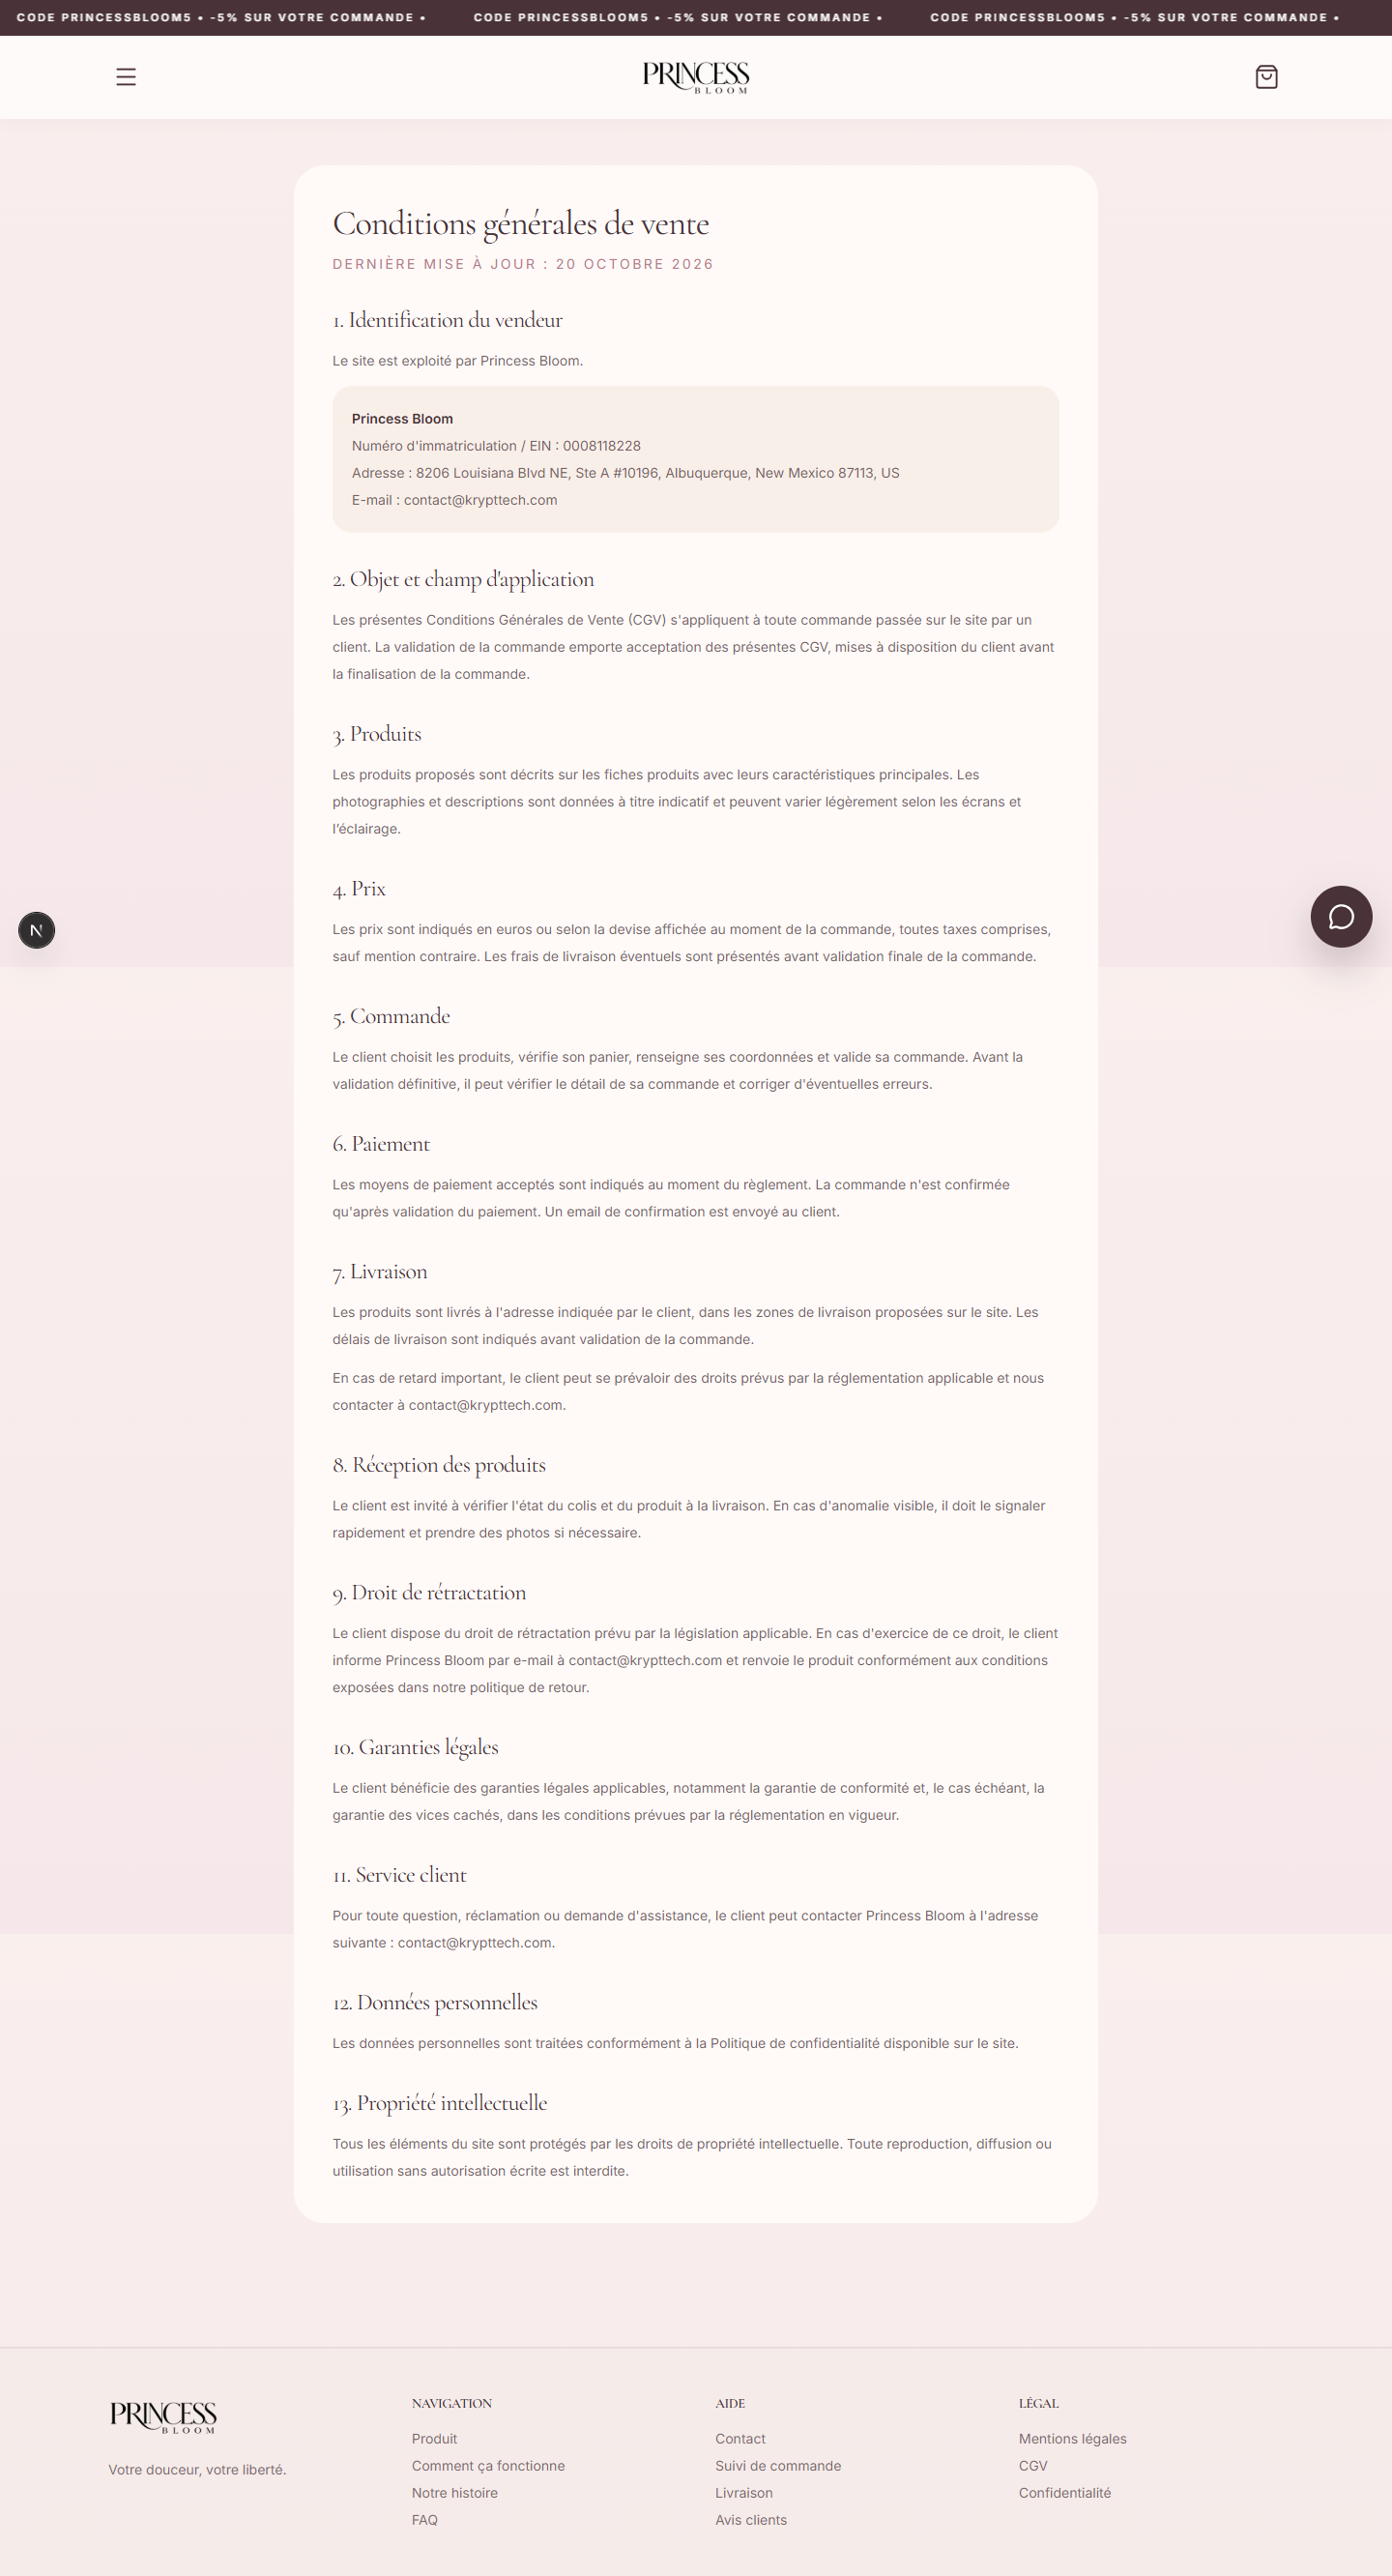 CODE PRINCESSBLOOM5 • -5% SUR VOTRE COMMANDE • CODE PRINCESSBLOOM5 • -5% SUR VOTRE COMMANDE • CODE PRINCESSBLOOM5 • -5% SUR VOTRE COMMANDE •
PRINCESS
BLOOM
Conditions générales de vente
DERNIÈRE MISE À JOUR : 20 OCTOBRE 2026
1. Identification du vendeur
Le site est exploité par Princess Bloom.
Princess Bloom
Numéro d'immatriculation / EIN : 0008118228
Adresse : 8206 Louisiana Blvd NE, Ste A #10196, Albuquerque, New Mexico 87113, US
E-mail : contact@krypttech.com
2. Objet et champ d'application
Les présentes Conditions Générales de Vente (CGV) s'appliquent à toute commande passée sur le site par un
client. La validation de la commande emporte acceptation des présentes CGV, mises à disposition du client avant
la finalisation de la commande.
3. Produits
Les produits proposés sont décrits sur les fiches produits avec leurs caractéristiques principales. Les
photographies et descriptions sont données à titre indicatif et peuvent varier légèrement selon les écrans et
l'éclairage.
4. Prix
Les prix sont indiqués en euros ou selon la devise affichée au moment de la commande, toutes taxes comprises,
sauf mention contraire. Les frais de livraison éventuels sont présentés avant validation finale de la commande.
N
5. Commande
Le client choisit les produits, vérifie son panier, renseigne ses coordonnées et valide sa commande. Avant la
validation définitive, il peut vérifier le détail de sa commande et corriger d'éventuelles erreurs.
6. Paiement
Les moyens de paiement acceptés sont indiqués au moment du règlement. La commande n'est confirmée
qu'après validation du paiement. Un email de confirmation est envoyé au client.
7. Livraison
Les produits sont livrés à l'adresse indiquée par le client, dans les zones de livraison proposées sur le site. Les
délais de livraison sont indiqués avant validation de la commande.
En cas de retard important, le client peut se prévaloir des droits prévus par la réglementation applicable et nous
contacter à contact@krypttech.com.
8. Réception des produits
Le client est invité à vérifier l'état du colis et du produit à la livraison. En cas d'anomalie visible, il doit le signaler
rapidement et prendre des photos si nécessaire.
9. Droit de rétractation
Le client dispose du droit de rétractation prévu par la législation applicable. En cas d'exercice de ce droit, le client
informe Princess Bloom par e-mail à contact@krypttech.com et renvoie le produit conformément aux conditions
exposées dans notre politique de retour.
10. Garanties légales
Le client bénéficie des garanties légales applicables, notamment la garantie de conformité et, le cas échéant, la
garantie des vices cachés, dans les conditions prévues par la réglementation en vigueur.
11. Service client
Pour toute question, réclamation ou demande d'assistance, le client peut contacter Princess Bloom à l'adresse
suivante : contact@krypttech.com.
12. Données personnelles
Les données personnelles sont traitées conformément à la Politique de confidentialité disponible sur le site.
13. Propriété intellectuelle
Tous les éléments du site sont protégés par les droits de propriété intellectuelle. Toute reproduction, diffusion ou
utilisation sans autorisation écrite est interdite.
PRINCESS
BLOOM
Votre douceur, votre liberté.
NAVIGATION
Produit
Comment ça fonctionne
Notre histoire
FAQ
AIDE
Contact
Suivi de commande
Livraison
Avis clients
LÉGAL
Mentions légales
CGV
Confidentialité